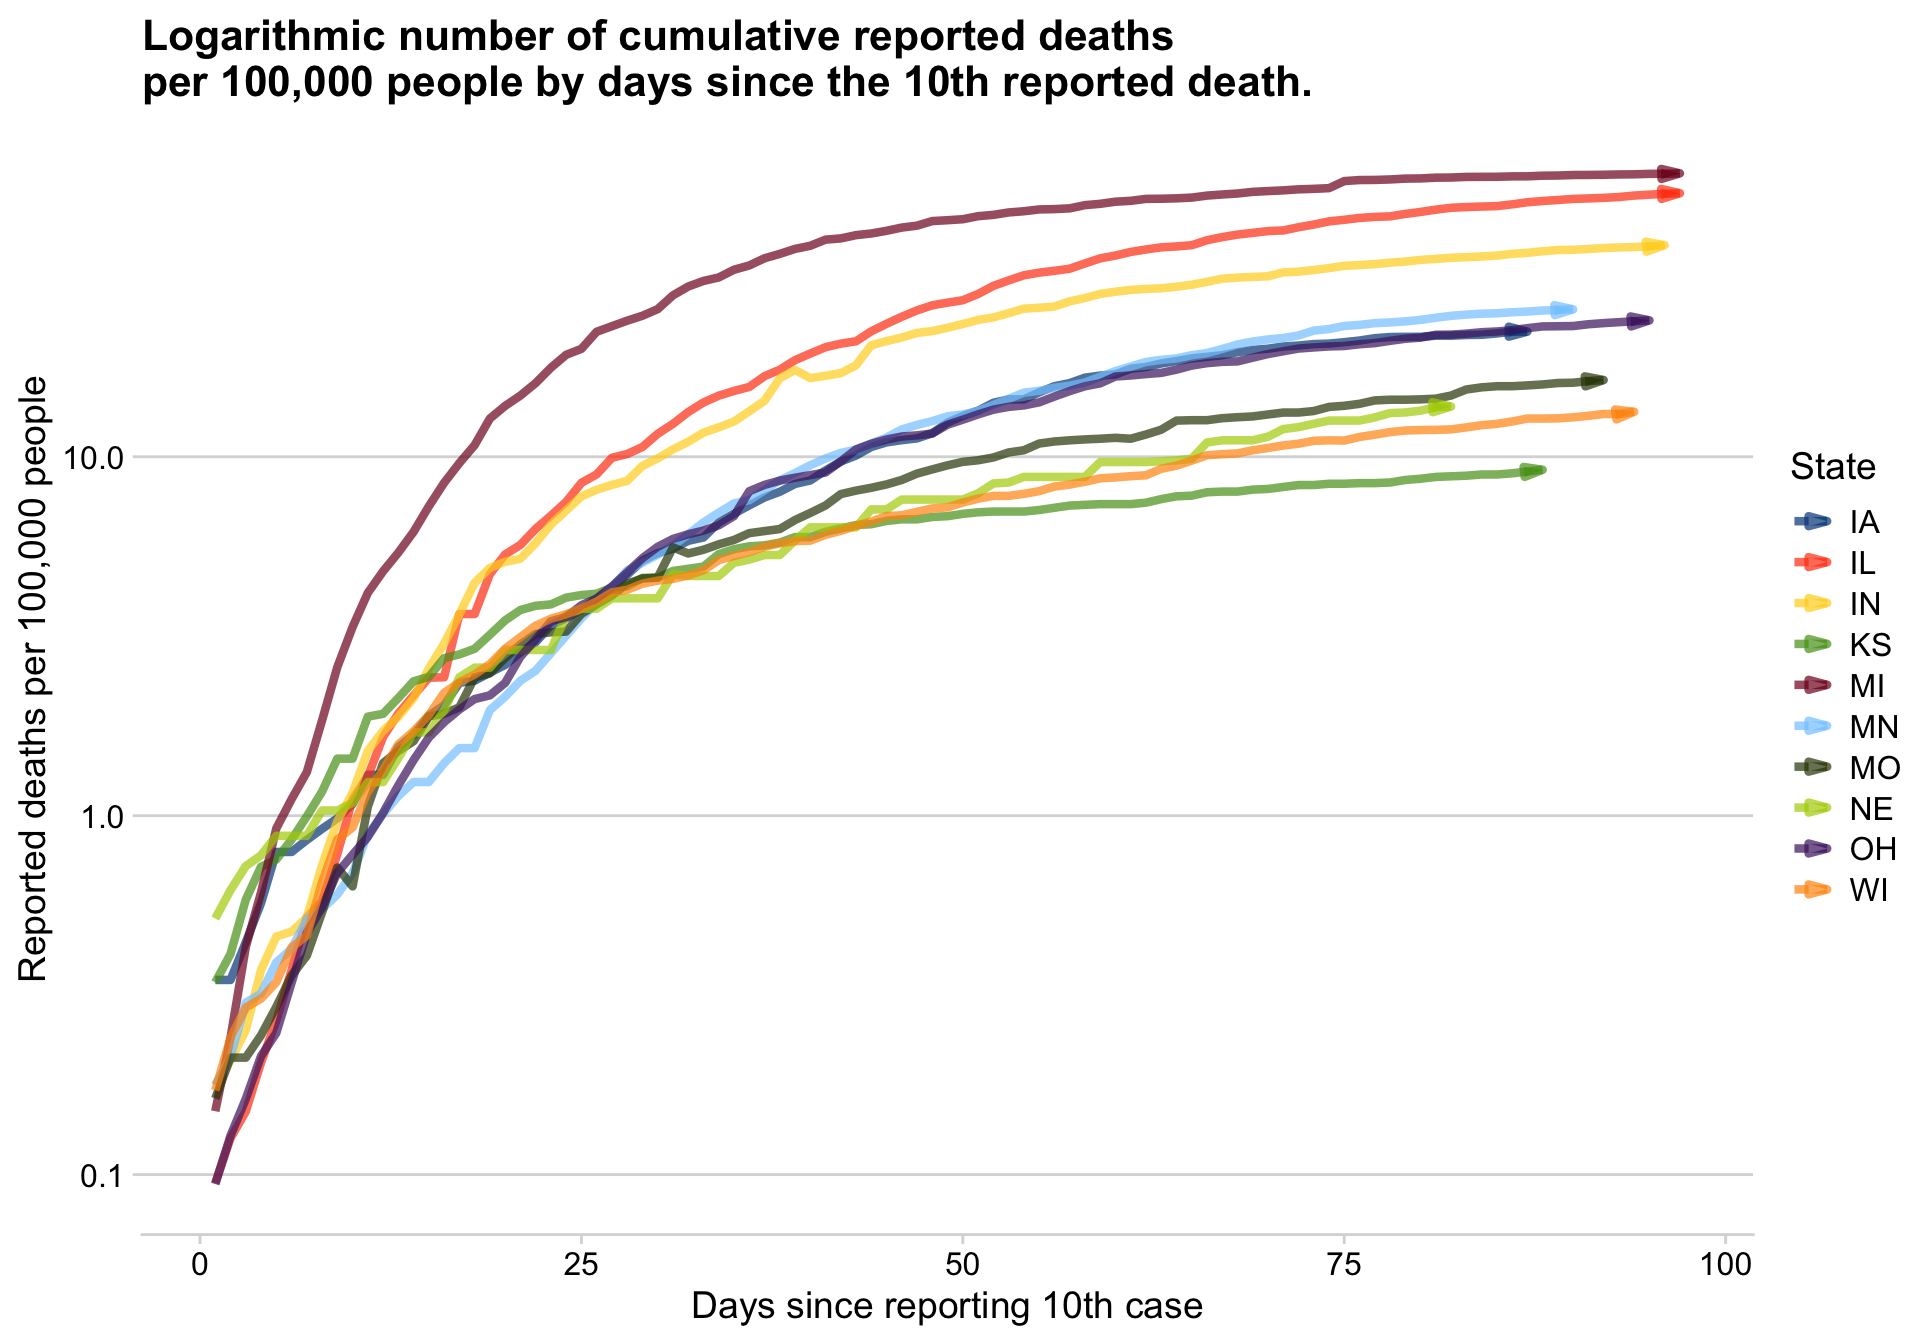 Logarithmic number of cumulative reported deaths
per 100,000 people by days since the 10th reported death.
Reported deaths per 100,000 people
10.0
1.0
0.1
0
25
50
75
100
Days since reporting 10th case
State
IA
IL
IN
KS
MI
MN
MO
NE
OH
WI